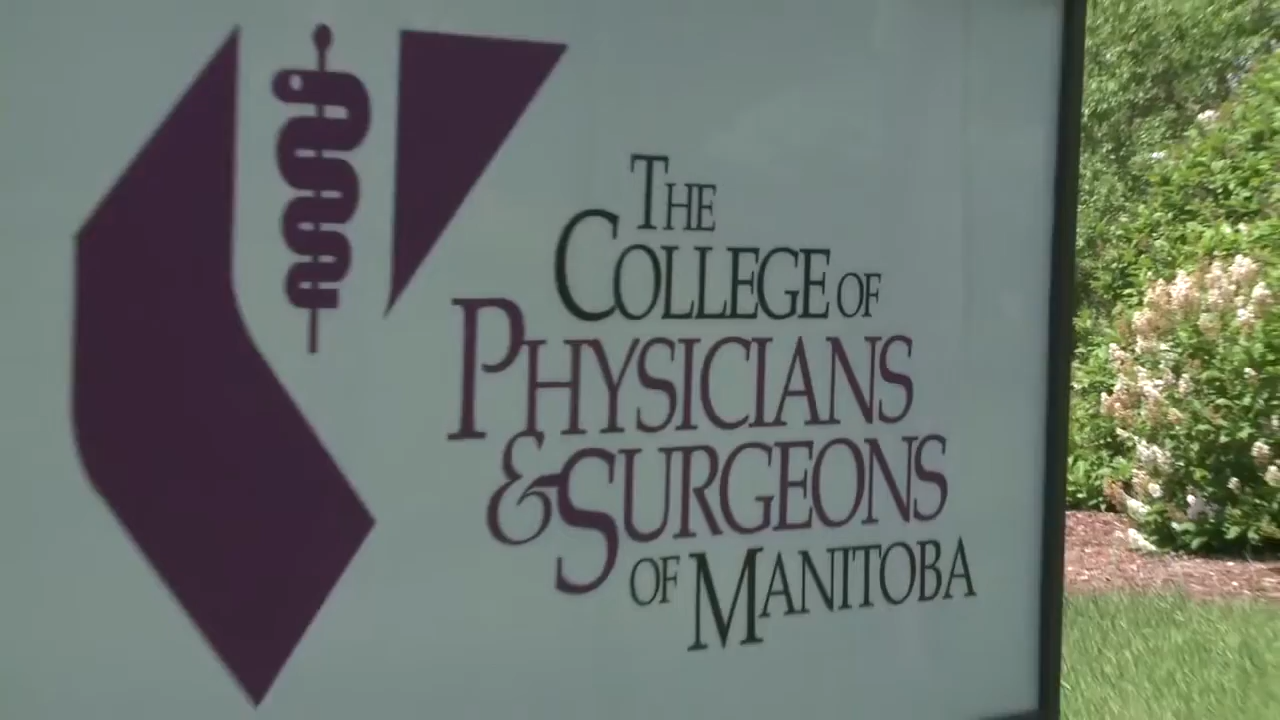 The
College of
Physicians
& Surgeons
of Manitoba